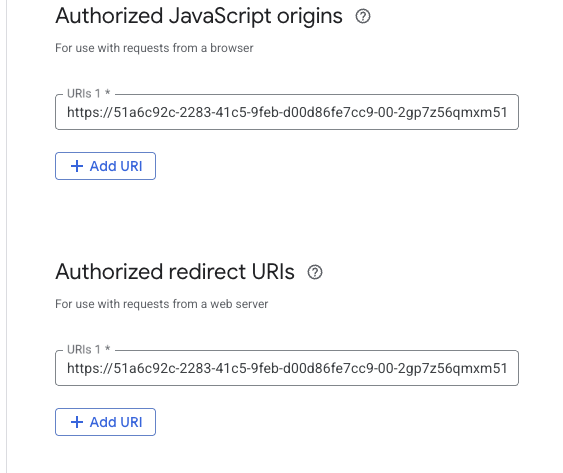 Authorized JavaScript origins
For use with requests from a browser
URIs 1 *
https://51a6c92c-2283-41c5-9feb-d00d86fe7cc9-00-2gp7z56qmxm51
+ Add URI
Authorized redirect URIs
For use with requests from a web server
URIs 1 *
https://51a6c92c-2283-41c5-9feb-d00d86fe7cc9-00-2gp7z56qmxm51
+ Add URI